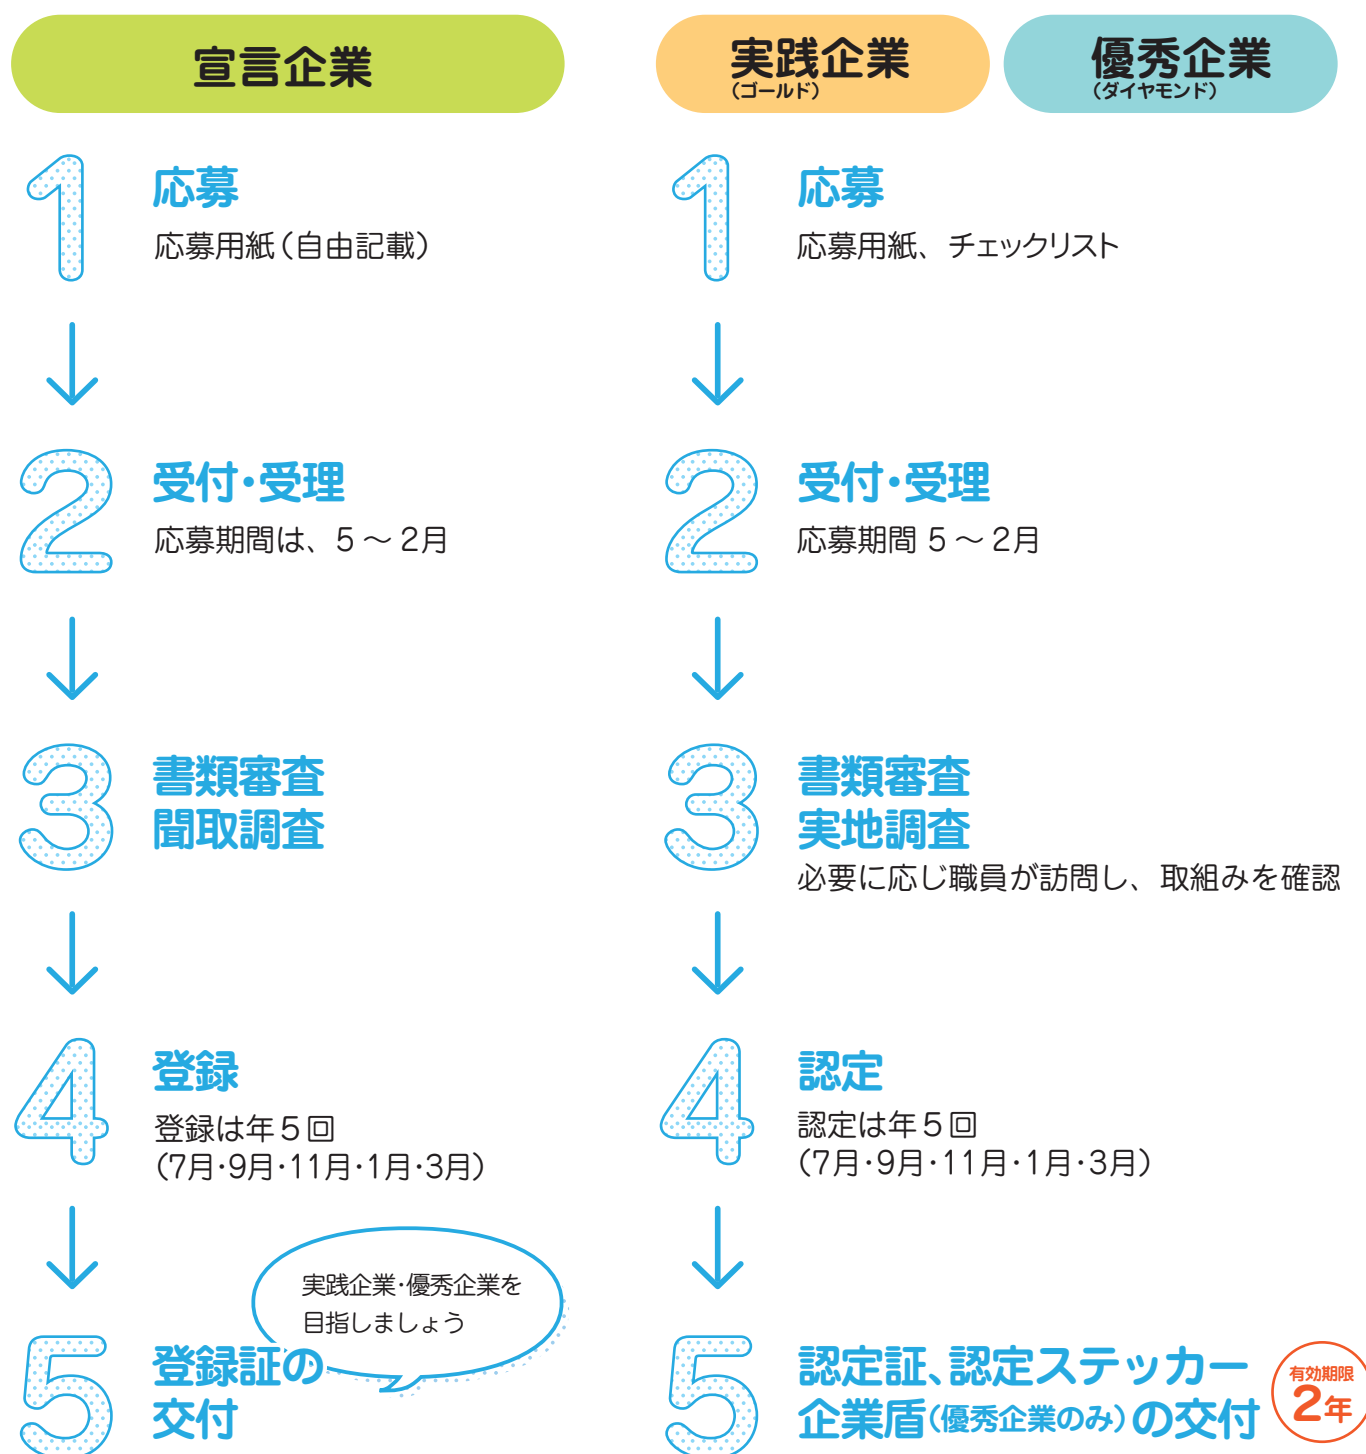 宣言企業
1
応募
応募用紙（自由記載）
2
受付・受理
応募期間は、5～2月
3
書類審査
聞取調査
4
登録
登録は年5回
（7月・9月・11月・1月・3月）
実践企業・優秀企業を
目指しましょう
5
登録証の
交付
実践企業
（ゴールド）
優秀企業
（ダイヤモンド）
1
応募
応募用紙、チェックリスト
2
受付・受理
応募期間 5～2月
3
書類審査
実地調査
必要に応じ職員が訪問し、取組みを確認
4
認定
認定は年5回
（7月・9月・11月・1月・3月）
5
認定証、認定ステッカー
企業盾（優秀企業のみ）の交付
有効期限
2年